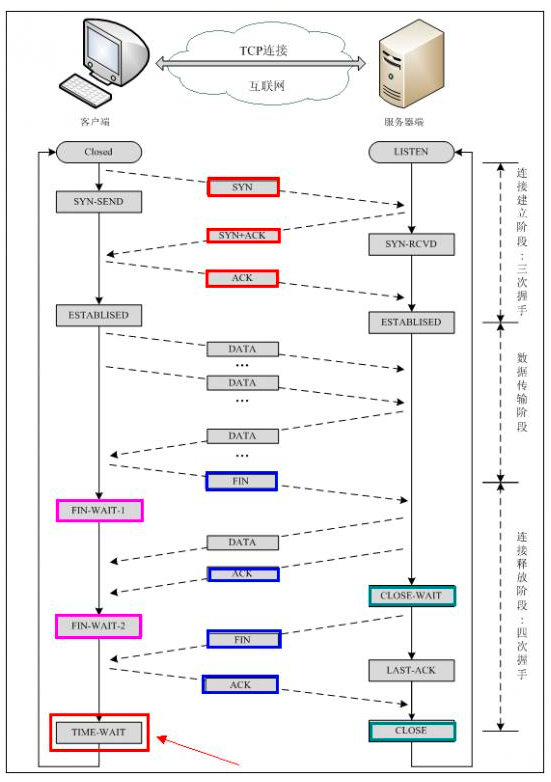 TCP连接
互联网
客户端
服务器端
Closed
LISTEN
SYN
SYN-SEND
SYN+ACK
SYN-RCVD
ACK
ESTABLISED
ESTABLISED
连接建立阶段：三次握手
DATA
...
DATA
...
DATA
...
数据传输阶段
FIN
FIN-WAIT-1
DATA
ACK
CLOSE-WAIT
FIN-WAIT-2
FIN
LAST-ACK
ACK
TIME-WAIT
CLOSE
连接释放阶段：四次握手